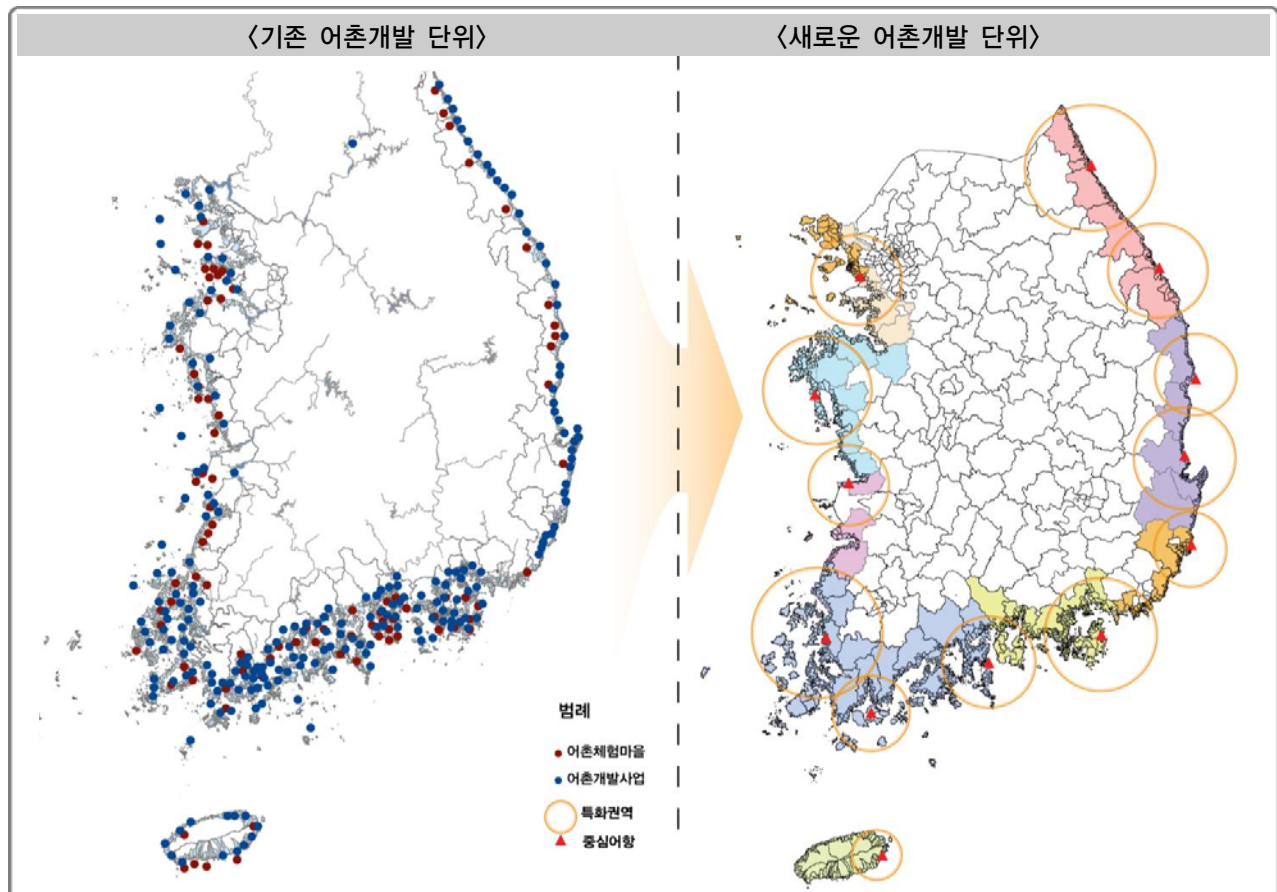 <기존 어촌개발 단위>
<새로운 어촌개발 단위>
범례
어촌체험마을
어촌개발사업
특화권역
중심어항